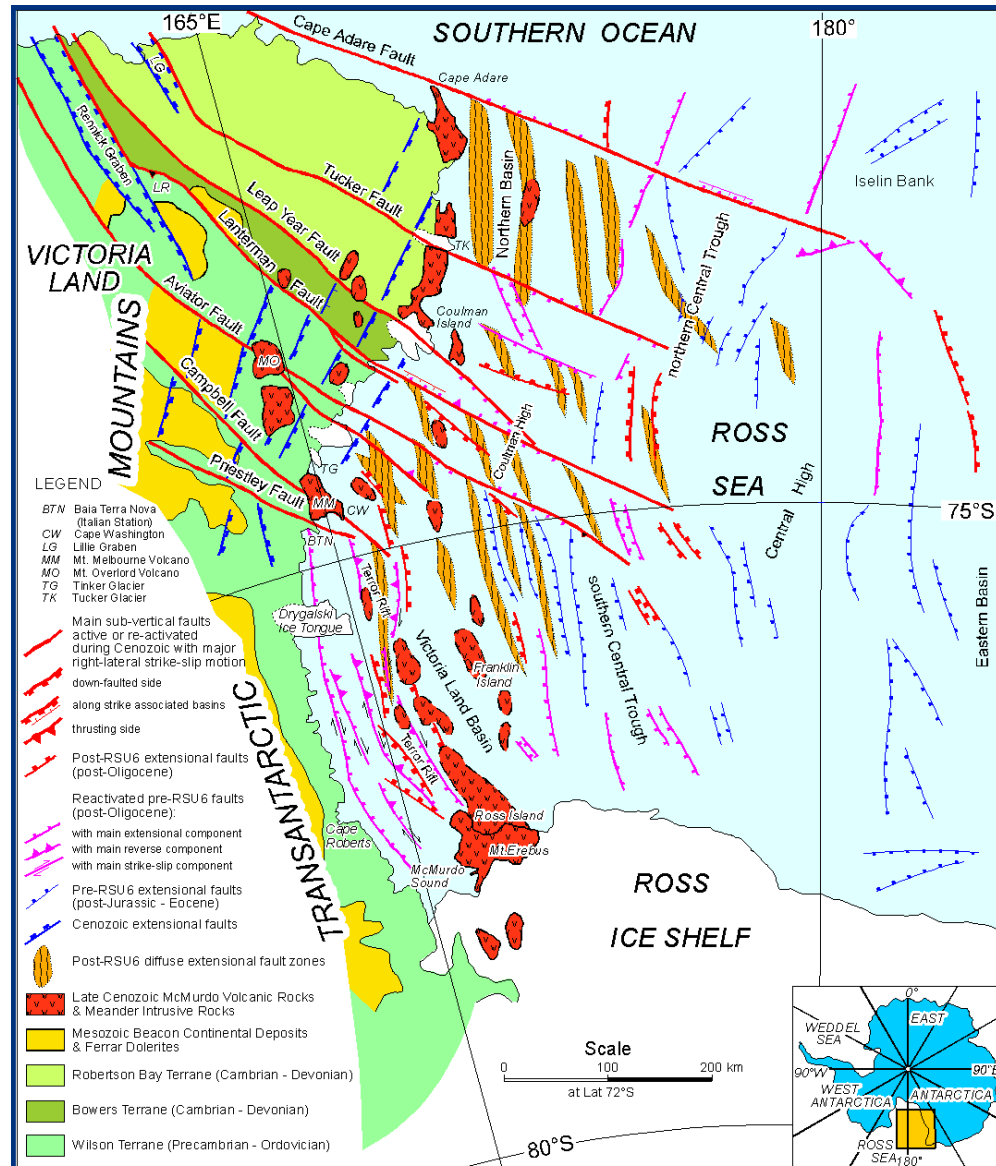 165°E
180°
SOUTHERN OCEAN
Cape Adare Fault
Cape Adare
LG
Rennick Graben
Northern Basin
Iselin Bank
LR
Tucker Fault
Leap Year Fault
Lanterman Fault
TK
VICTORIA
LAND
northern Central Trough
Aviator Fault
Coulman
Island
MO
MOUNTAINS
Campbell Fault
Coulman High
ROSS
SEA
Priestley Fault
TG
MM
CW
BTN
Central High
75°S
Terror Rift
southern Central Trough
Eastern Basin
Drygalski
Ice Tongue
Victoria Land Basin
Franklin
Island
TRANSANTARCTIC
Terror Rift
Ross Island
Cape
Roberts
Mt.Erebus
McMurdo
Sound
ROSS
ICE SHELF
80°S
LEGEND
BTN Baia Terra Nova
(Italian Station)
CW Cape Washington
LG Lillie Graben
MM Mt. Melbourne Volcano
MO Mt. Overlord Volcano
TG Tinker Glacier
TK Tucker Glacier
Main sub-vertical faults
active or re-activated
during Cenozoic with major
right-lateral strike-slip motion
down-faulted side
along strike associated basins
thrusting side
Post-RSU6 extensional faults
(post-Oligocene)
Reactivated pre-RSU6 faults
(post-Oligocene):
with main extensional component
with main reverse component
with main strike-slip component
Pre-RSU6 extensional faults
(post-Jurassic - Eocene)
Cenozoic extensional faults
Post-RSU6 diffuse extensional fault zones
Late Cenozoic McMurdo Volcanic Rocks
& Meander Intrusive Rocks
Mesozoic Beacon Continental Deposits
& Ferrar Dolerites
Robertson Bay Terrane (Cambrian - Devonian)
Bowers Terrane (Cambrian - Devonian)
Wilson Terrane (Precambrian - Ordovician)
Scale
0 100 200 km
at Lat 72°S
0°
WEDDEL
SEA
EAST
90°W
90°E
WEST
ANTARCTICA
ANTARCTICA
ROSS
SEA
180°